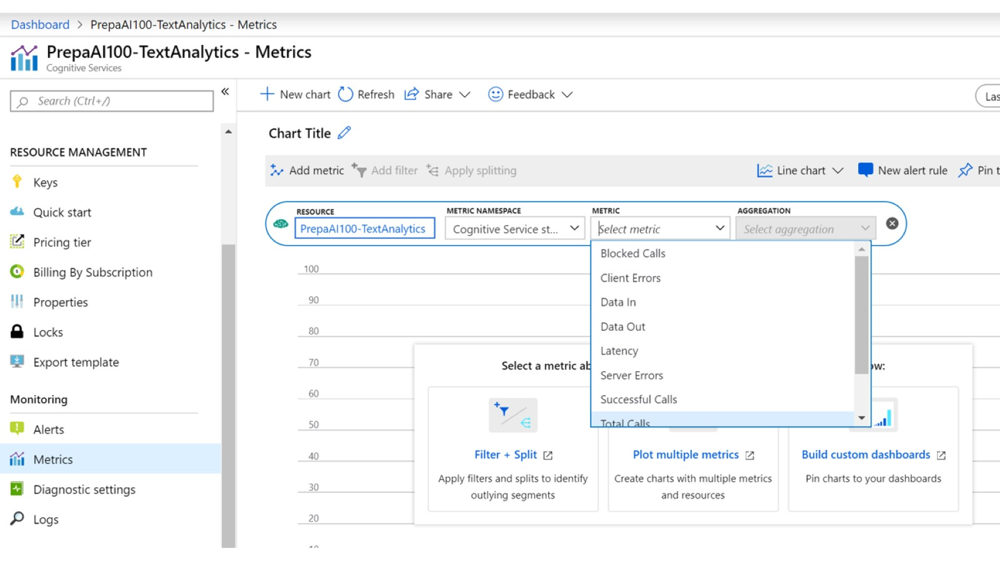 Dashboard > PrepaAI100-TextAnalytics - Metrics
PrepaAI100-TextAnalytics - Metrics
Cognitive Services
Search (Ctrl+/)
RESOURCE MANAGEMENT
Keys
Quick start
Pricing tier
Billing By Subscription
Properties
Locks
Export template
Monitoring
Alerts
Metrics
Diagnostic settings
Logs
New chart
Refresh
Share
Feedback
Las
Chart Title
Add metric
Add filter
Apply splitting
Line chart
New alert rule
Pin t
RESOURCE
PrepaAI100-TextAnalytics
METRIC NAMESPACE
Cognitive Service st...
METRIC
Select metric
AGGREGATION
Select aggregation
Blocked Calls
Client Errors
Data In
Data Out
Latency
Server Errors
Successful Calls
Total Calls
100
90
80
70
60
50
40
30
20
10
Select a metric ab
ow:
Filter + Split
Apply filters and splits to identify
outlying segments
Plot multiple metrics
Create charts with multiple metrics
and resources
Build custom dashboards
Pin charts to your dashboards